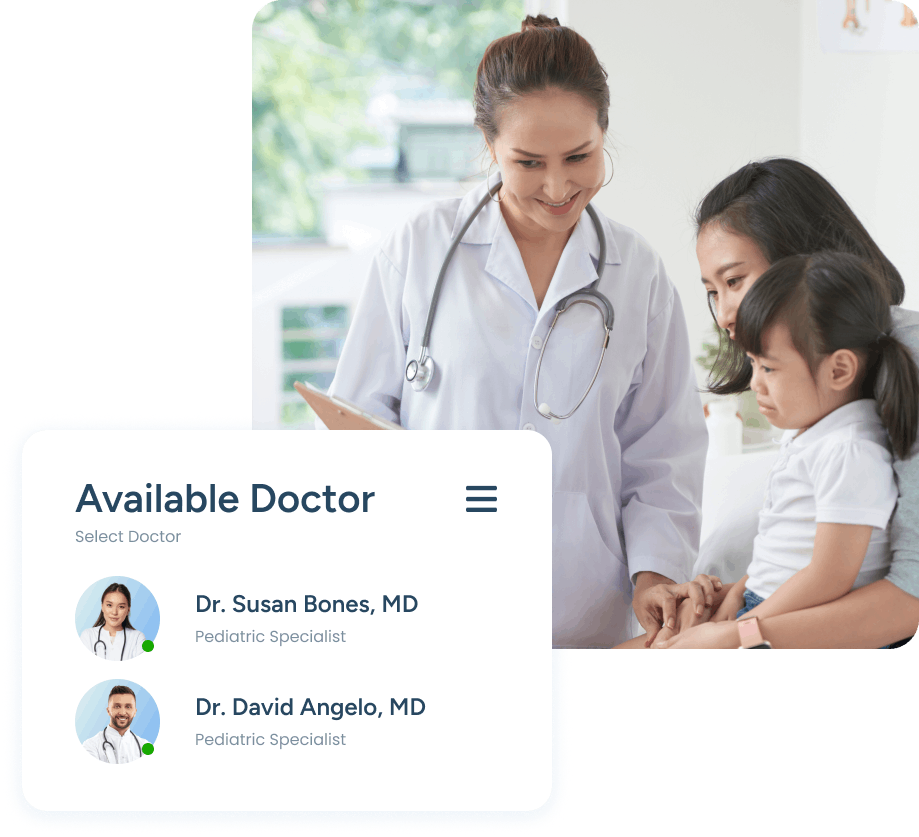 Available Doctor
Select Doctor
Dr. Susan Bones, MD
Pediatric Specialist
Dr. David Angelo, MD
Pediatric Specialist